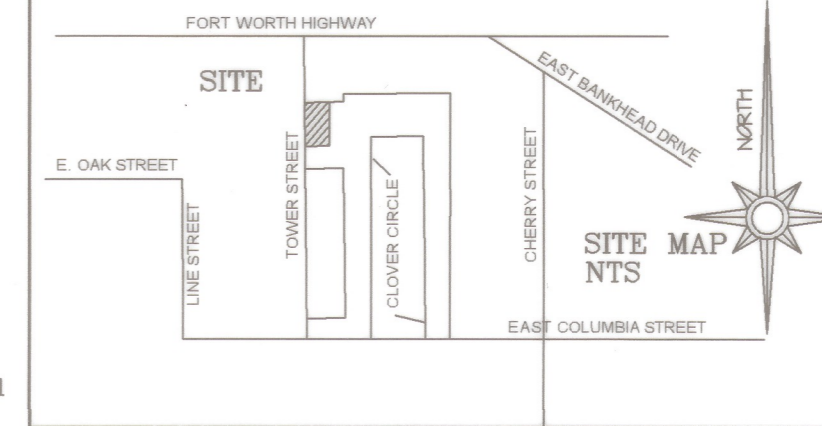 FORT WORTH HIGHWAY
SITE
EAST BANKHEAD DRIVE
NORTH
E. OAK STREET
TOWER STREET
CHERRY STREET
LINE STREET
CLOVER CIRCLE
SITE MAP
NTS
EAST COLUMBIA STREET